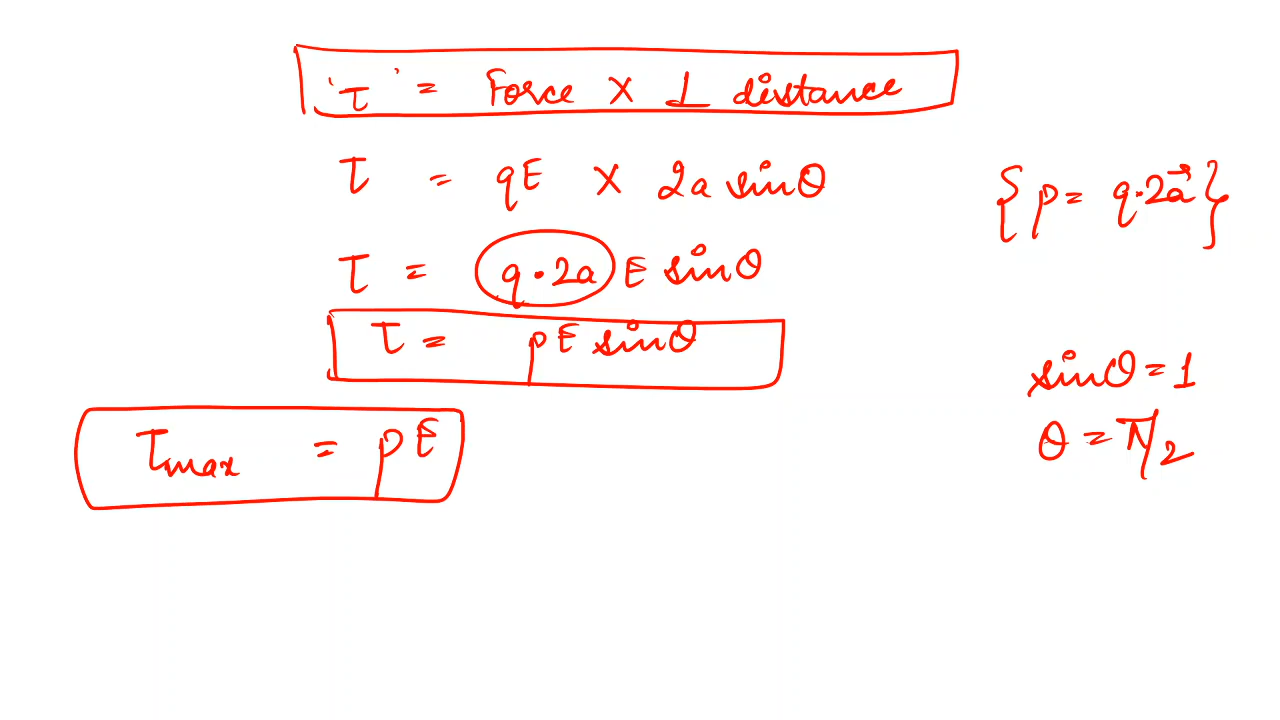 'τ' = Force × ⊥ distance
τ = qE × 2a sinθ
{p = q·2a⃗}
τ = q·2a E sinθ
τ = pE sinθ
sinθ = 1
θ = π/2
τmax = pE